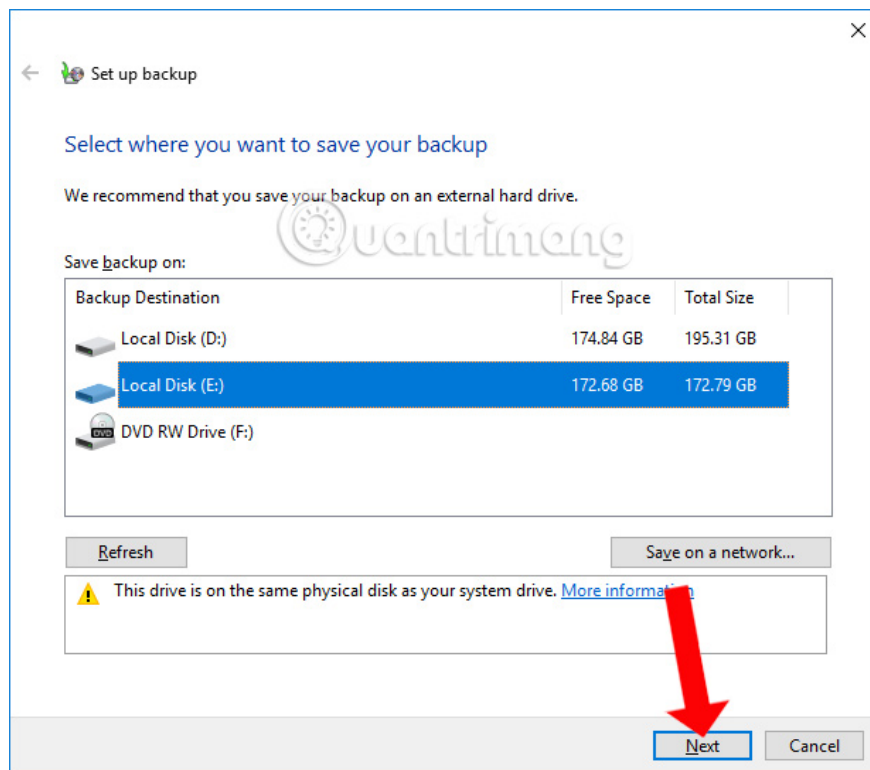 Set up backup
Select where you want to save your backup
We recommend that you save your backup on an external hard drive.
Quantrimang
Save backup on:
Backup Destination Free Space Total Size
Local Disk (D:) 174.84 GB 195.31 GB
Local Disk (E:) 172.68 GB 172.79 GB
DVD
DVD RW Drive (F:)
Refresh Save on a network...
This drive is on the same physical disk as your system drive. More information
Next Cancel